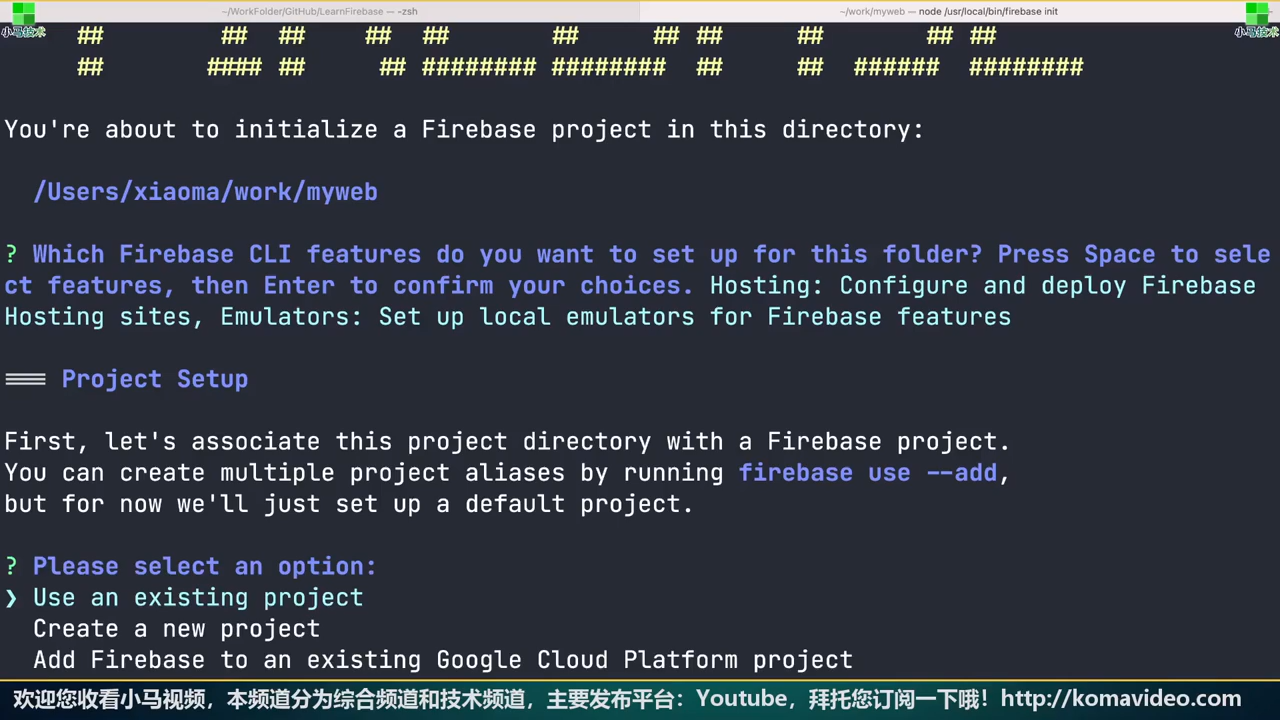 ~/WorkFolder/GitHub/LearnFirebase — -zsh
~/work/myweb — node /usr/local/bin/firebase init
小马技术
小马技术
## ## ## ## ## ## ## ## ## ## ##
## #### ## ## ######## ######## ## ## ###### ########
You're about to initialize a Firebase project in this directory:
/Users/xiaoma/work/myweb
? Which Firebase CLI features do you want to set up for this folder? Press Space to sele
ct features, then Enter to confirm your choices. Hosting: Configure and deploy Firebase
Hosting sites, Emulators: Set up local emulators for Firebase features
=== Project Setup
First, let's associate this project directory with a Firebase project.
You can create multiple project aliases by running firebase use --add,
but for now we'll just set up a default project.
? Please select an option:
❯ Use an existing project
Create a new project
Add Firebase to an existing Google Cloud Platform project
欢迎您收看小马视频，本频道分为综合频道和技术频道，主要发布平台：Youtube，拜托您订阅一下哦！http://komavideo.com